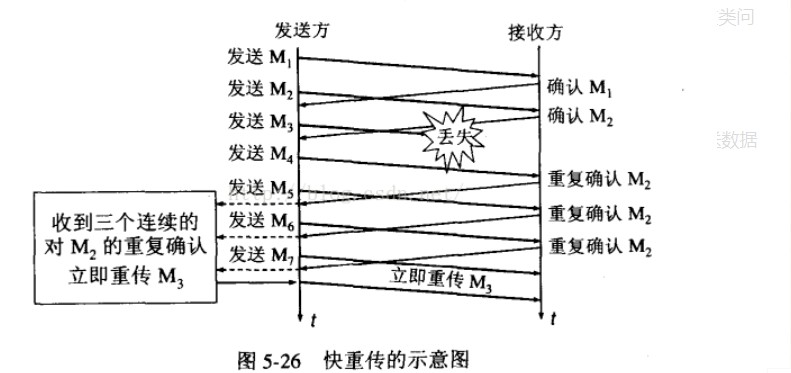 类问
发送方
接收方
发送 M₁
确认 M₁
发送 M₂
确认 M₂
发送 M₃
丢失
数据
发送 M₄
重复确认 M₂
发送 M₅
重复确认 M₂
收到三个连续的
对 M₂ 的重复确认
立即重传 M₃
发送 M₆
重复确认 M₂
发送 M₇
立即重传 M₃
t
t
图 5-26 快重传的示意图